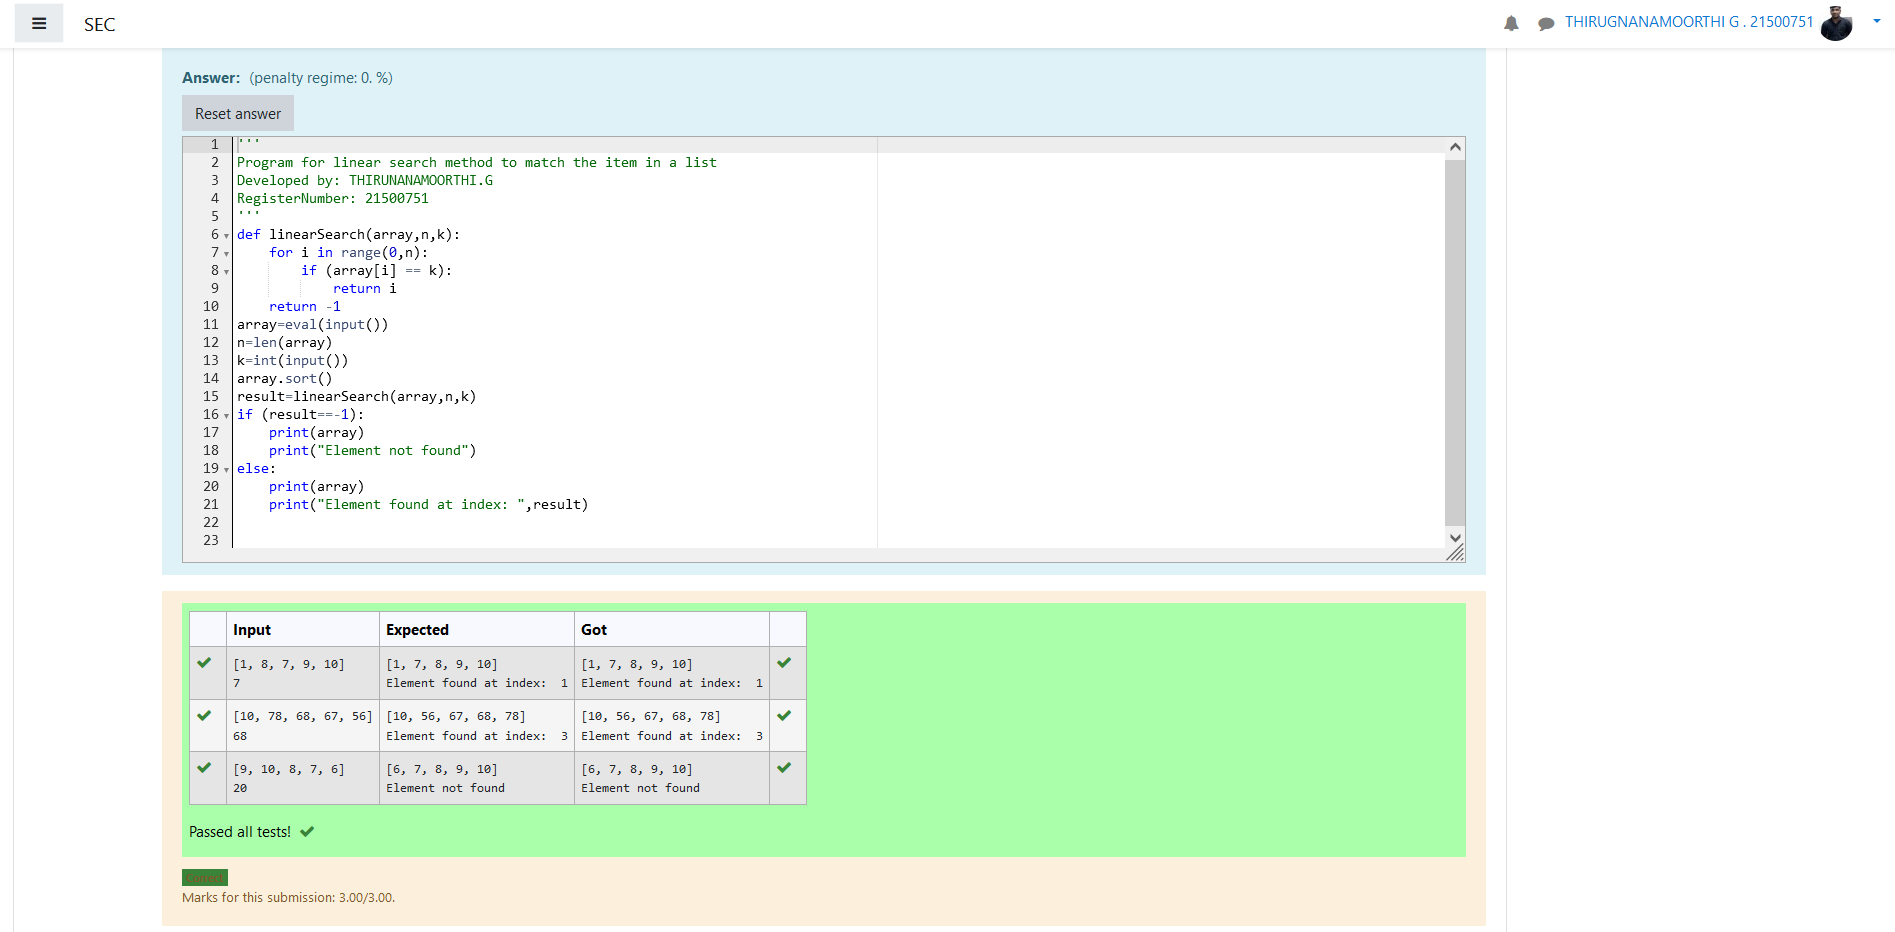 SEC
THIRUGNANAMOORTHI G . 21500751
Answer: (penalty regime: 0. %)
Reset answer
1 '''
2 Program for linear search method to match the item in a list
3 Developed by: THIRUNANAMOORTHI.G
4 RegisterNumber: 21500751
5 '''
6 def linearSearch(array,n,k):
7     for i in range(0,n):
8         if (array[i] == k):
9             return i
10     return -1
11 array=eval(input())
12 n=len(array)
13 k=int(input())
14 array.sort()
15 result=linearSearch(array,n,k)
16 if (result==-1):
17     print(array)
18     print("Element not found")
19 else:
20     print(array)
21     print("Element found at index: ",result)
22
23
Input Expected Got
[1, 8, 7, 9, 10] [1, 7, 8, 9, 10] [1, 7, 8, 9, 10]
7 Element found at index:  1 Element found at index:  1
[10, 78, 68, 67, 56] [10, 56, 67, 68, 78] [10, 56, 67, 68, 78]
68 Element found at index:  3 Element found at index:  3
[9, 10, 8, 7, 6] [6, 7, 8, 9, 10] [6, 7, 8, 9, 10]
20 Element not found Element not found
Passed all tests!
Correct
Marks for this submission: 3.00/3.00.